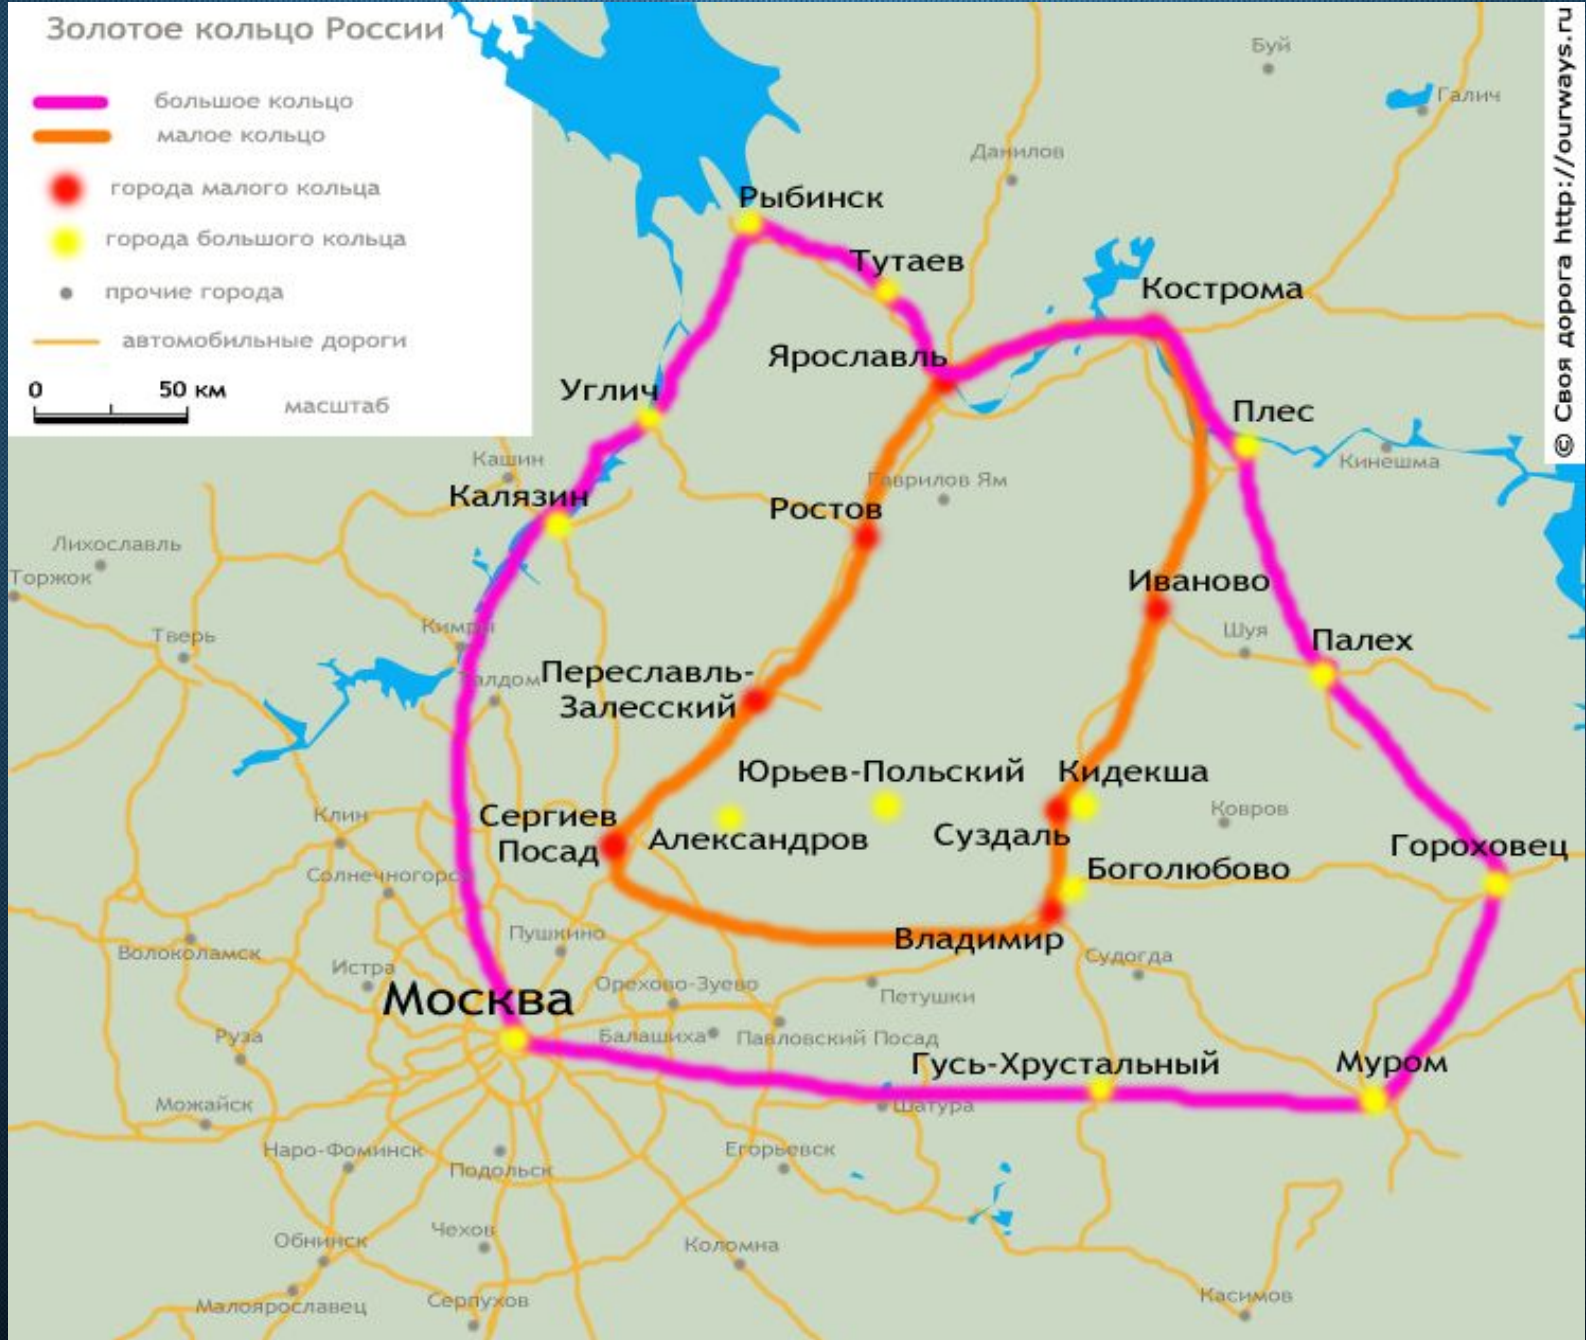 Золотое кольцо России
большое кольцо
малое кольцо
города малого кольца
города большого кольца
прочие города
автомобильные дороги
0 50 км
масштаб
© Своя дорога http://ourways.ru
Буй
Галич
Данилов
Рыбинск
Тутаев
Кострома
Ярославль
Углич
Плес
Кинешма
Кашин
Калязин
Гаврилов Ям
Ростов
Лихославль
Торжок
Иваново
Тверь
Кимры
Шуя
Палех
Талдом
Переславль-
Залесский
Юрьев-Польский
Кидекша
Клин
Сергиев
Посад
Александров
Суздаль
Ковров
Гороховец
Солнечногорск
Боголюбово
Волоколамск
Пушкино
Владимир
Истра
Судогда
Москва
Орехово-Зуево
Петушки
Руза
Балашиха
Павловский Посад
Гусь-Хрустальный
Муром
Можайск
Шатура
Наро-Фоминск
Подольск
Егорьевск
Чехов
Обнинск
Коломна
Малоярославец
Серпухов
Касимов